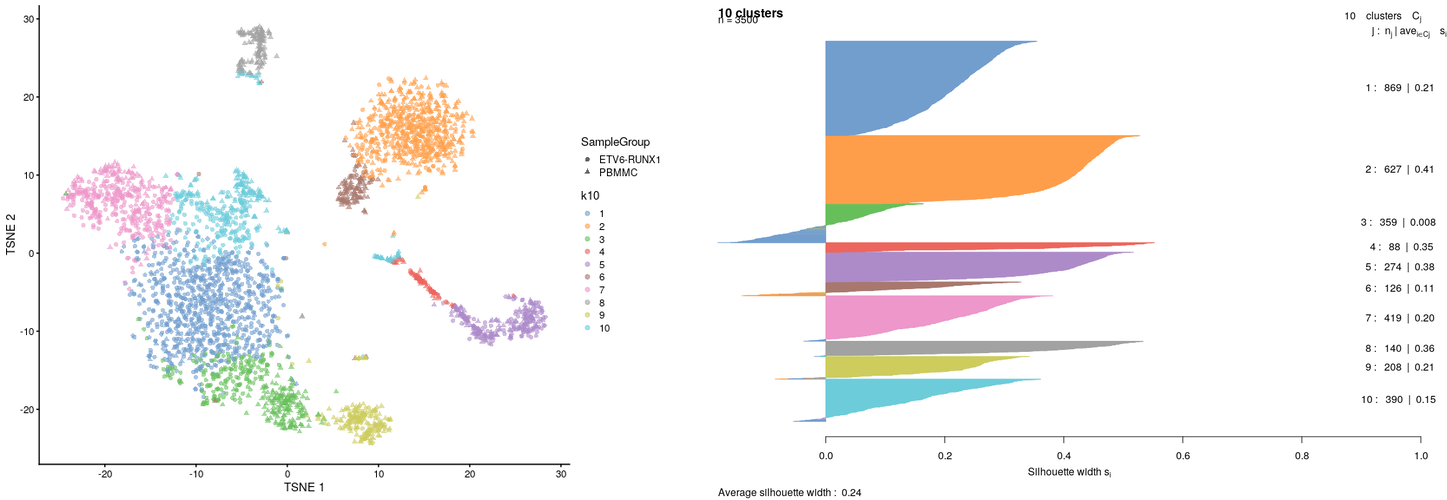 30
20
10
0
-10
-20
-20
-10
0
10
20
30
TSNE 1
TSNE 2
SampleGroup
ETV6-RUNX1
PBMMC
k10
1
2
3
4
5
6
7
8
9
10
10 clusters
n = 3500
10 clusters Cj
j : nj | avei∈Cj si
1 : 869 | 0.21
2 : 627 | 0.41
3 : 359 | 0.008
4 : 88 | 0.35
5 : 274 | 0.38
6 : 126 | 0.11
7 : 419 | 0.20
8 : 140 | 0.36
9 : 208 | 0.21
10 : 390 | 0.15
0.0
0.2
0.4
0.6
0.8
1.0
Silhouette width si
Average silhouette width : 0.24